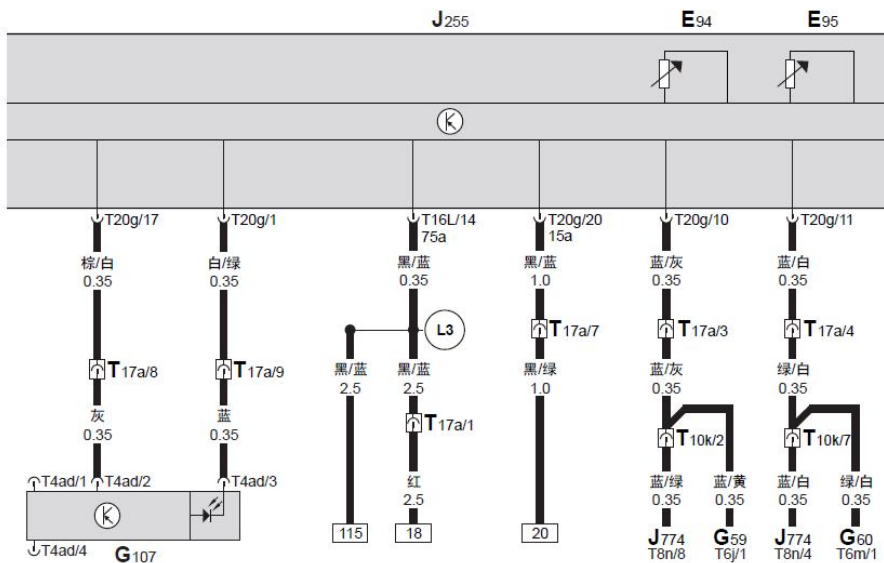 J255 E94 E95
T20g/17 T20g/1 T16L/14 T20g/20 T20g/10 T20g/11
75a 15a
棕/白 白/绿 黑/蓝 黑/蓝 蓝/灰 蓝/白
0.35 0.35 0.35 1.0 0.35 0.35
L3 T17a/7 T17a/3 T17a/4
T17a/8 T17a/9 黑/蓝 黑/蓝 黑/绿 蓝/灰 绿/白
2.5 2.5 1.0 0.35 0.35
灰 蓝 T17a/1 T10k/2 T10k/7
0.35 0.35
T4ad/1 T4ad/2 T4ad/3 红 蓝/绿 蓝/黄 蓝/白 绿/白
2.5 0.35 0.35 0.35 0.35
115 18 20 J774 G59 J774 G60
T4ad/4 G107 T8n/8 T6j/1 T8n/4 T6m/1